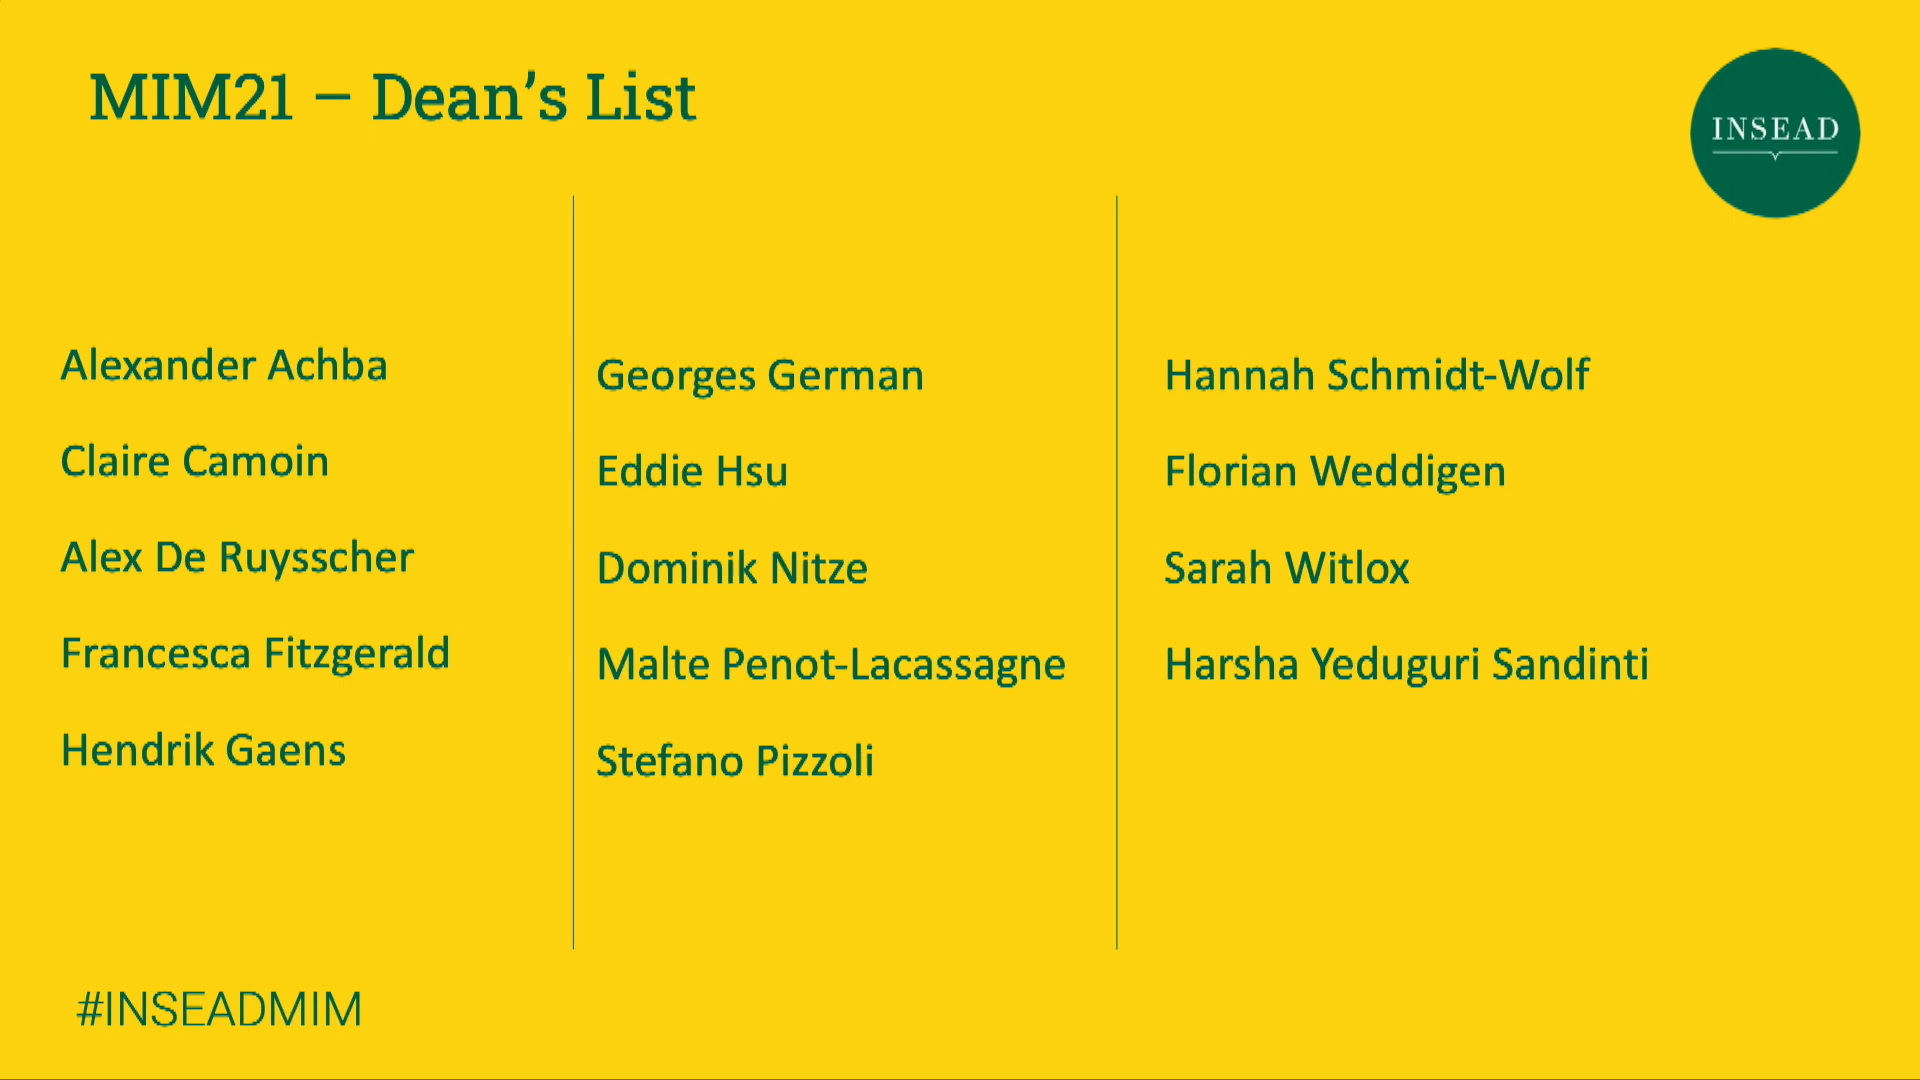 MIM21 – Dean’s List
INSEAD
Alexander Achba
Claire Camoin
Alex De Ruysscher
Francesca Fitzgerald
Hendrik Gaens
Georges German
Eddie Hsu
Dominik Nitze
Malte Penot-Lacassagne
Stefano Pizzoli
Hannah Schmidt-Wolf
Florian Weddigen
Sarah Witlox
Harsha Yeduguri Sandinti
#INSEADMIM